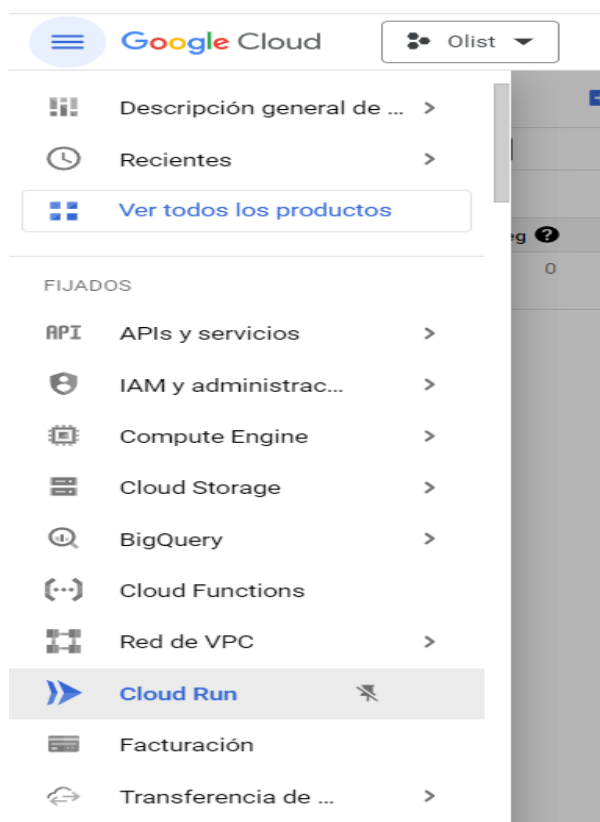 Google Cloud
Olist
Descripción general de ...
Recientes
Ver todos los productos
eg ?
0
FIJADOS
API APIs y servicios
IAM y administrac...
Compute Engine
Cloud Storage
BigQuery
Cloud Functions
Red de VPC
Cloud Run
Facturación
Transferencia de ...